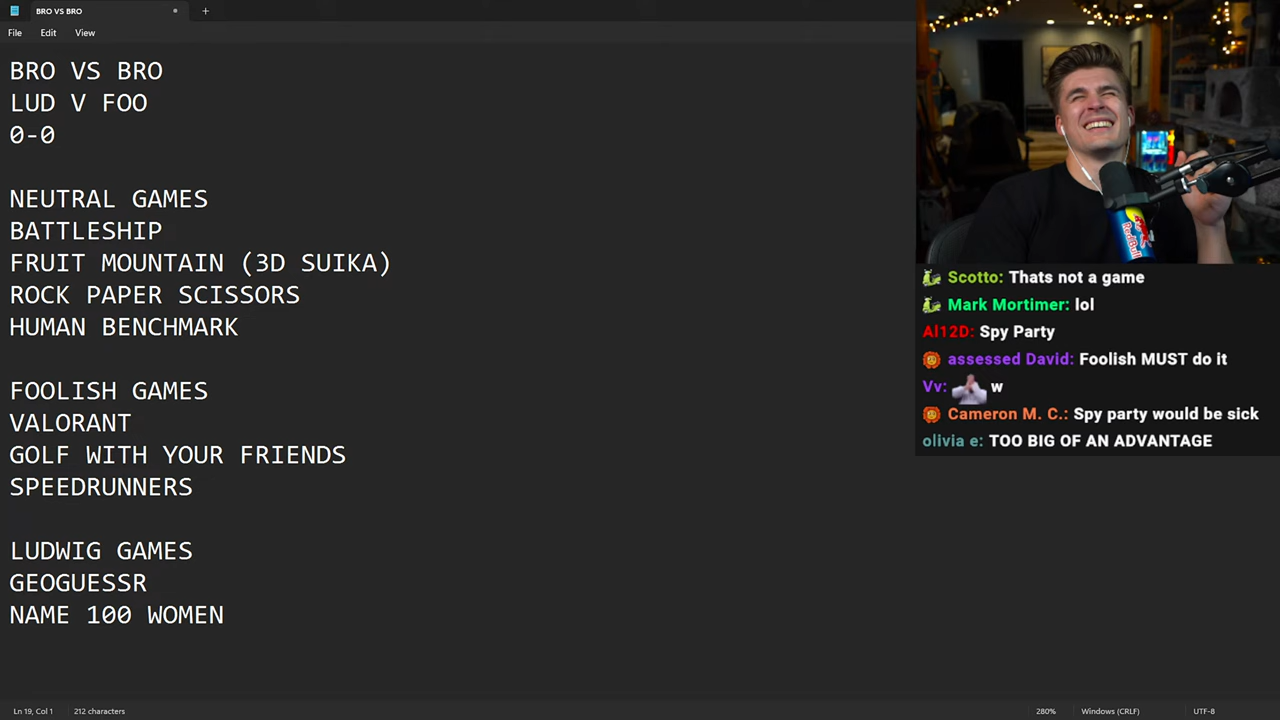 BRO VS BRO
File Edit View
BRO VS BRO
LUD V FOO
0-0
NEUTRAL GAMES
BATTLESHIP
FRUIT MOUNTAIN (3D SUIKA)
ROCK PAPER SCISSORS
HUMAN BENCHMARK
FOOLISH GAMES
VALORANT
GOLF WITH YOUR FRIENDS
SPEEDRUNNERS
LUDWIG GAMES
GEOGUESSR
NAME 100 WOMEN
Ln 19, Col 1 212 characters 280% Windows (CRLF) UTF-8
RedBull
Scotto: Thats not a game
Mark Mortimer: lol
Al12D: Spy Party
assessed David: Foolish MUST do it
Vv: w
Cameron M. C.: Spy party would be sick
olivia e: TOO BIG OF AN ADVANTAGE